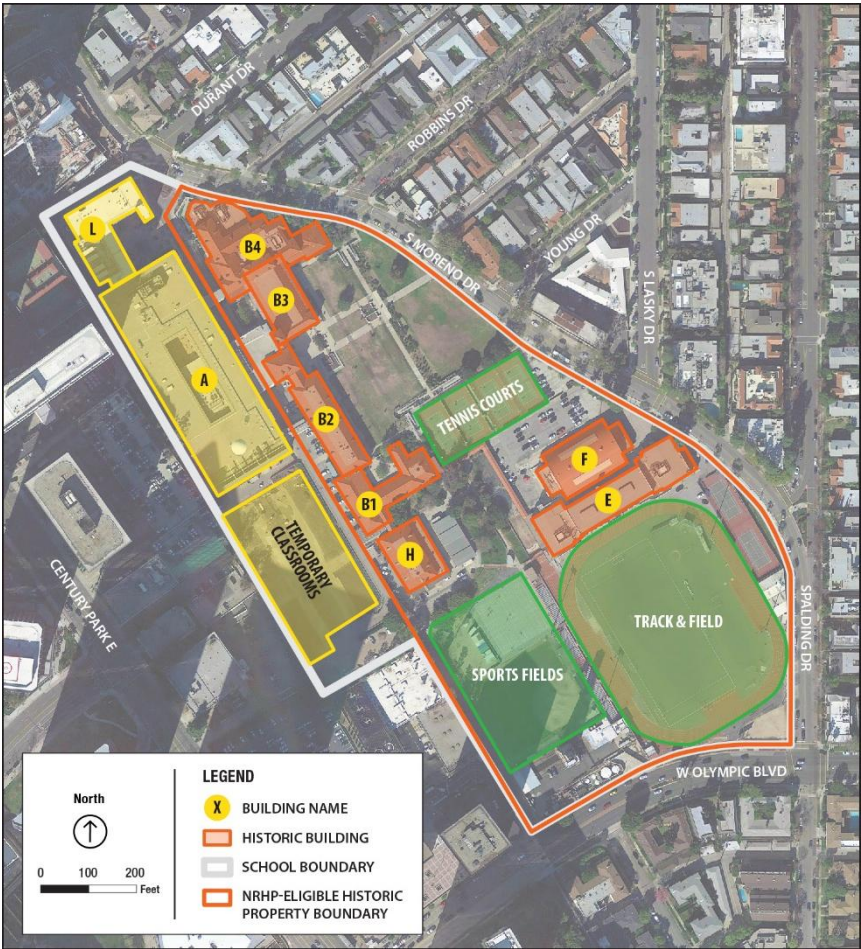 DURANT DR
ROBBINS DR
S MORENO DR
YOUNG DR
S LASKY DR
L
B4
B3
A
B2
TENNIS COURTS
F
E
B1
H
TEMPORARY
CLASSROOMS
CENTURY PARK E
SPORTS FIELDS
TRACK & FIELD
SPALDING DR
W OLYMPIC BLVD
North
0 100 200
Feet
LEGEND
X BUILDING NAME
HISTORIC BUILDING
SCHOOL BOUNDARY
NRHP-ELIGIBLE HISTORIC
PROPERTY BOUNDARY